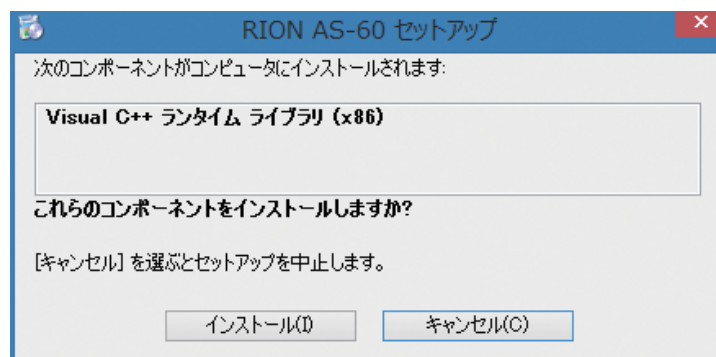 RION AS-60 セットアップ
次のコンポーネントがコンピュータにインストールされます:
Visual C++ ランタイム ライブラリ (x86)
これらのコンポーネントをインストールしますか?
[キャンセル] を選ぶとセットアップを中止します。
インストール(I) キャンセル(C)